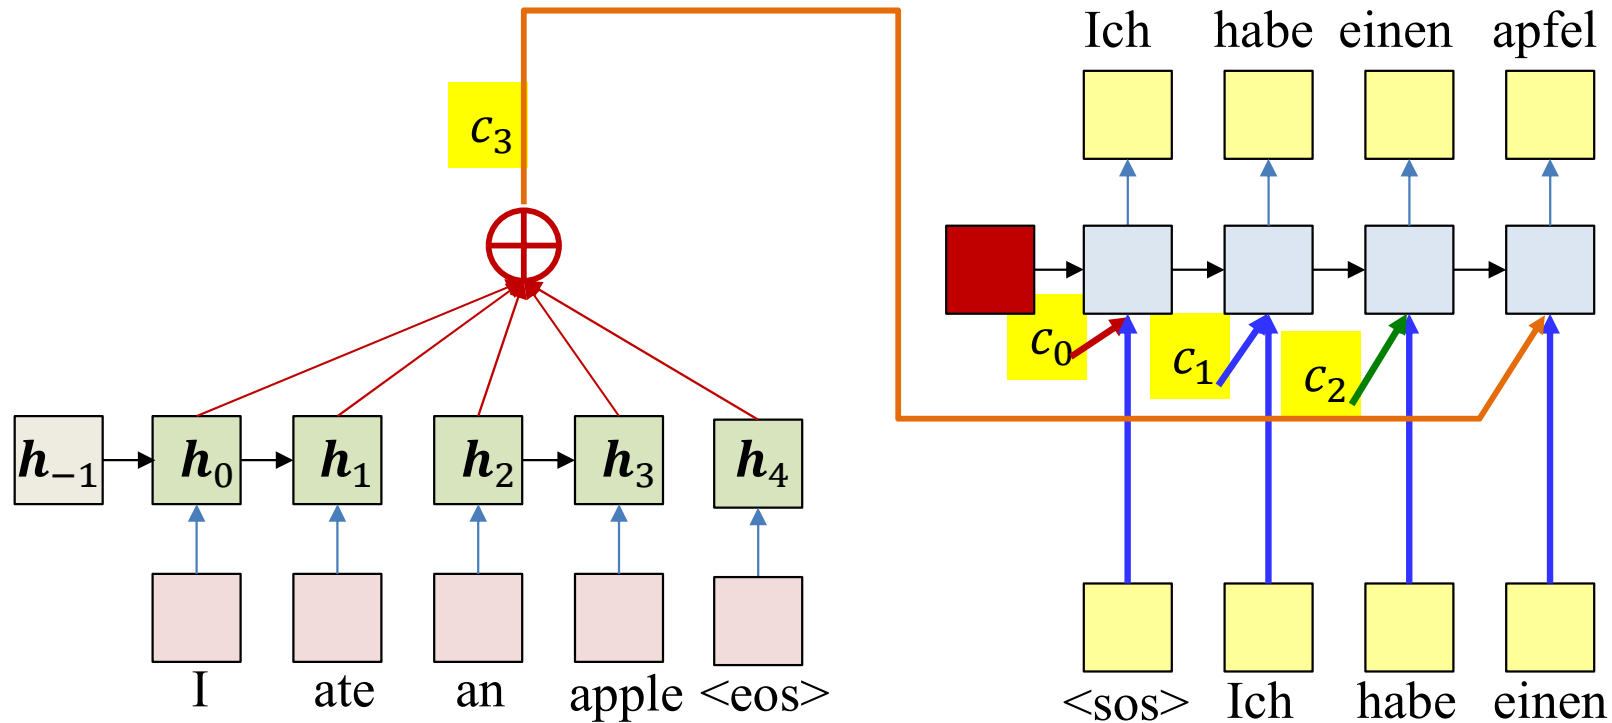 Ich habe einen apfel
c₃
c₀
c₁
c₂
h₋₁ h₀ h₁ h₂ h₃ h₄
I ate an apple <eos>
<sos> Ich habe einen